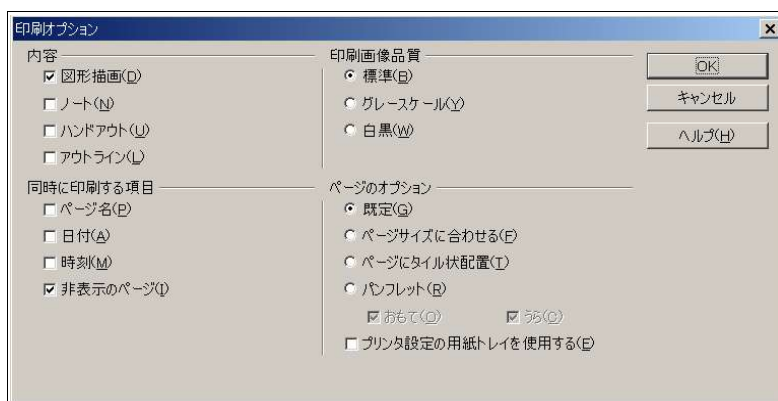 印刷オプション
内容
図形描画(D)
ノート(N)
ハンドアウト(U)
アウトライン(L)
印刷画像品質
標準(B)
グレースケール(Y)
白黒(W)
OK
キャンセル
ヘルプ(H)
同時に印刷する項目
ページ名(P)
日付(A)
時刻(M)
非表示のページ(I)
ページのオプション
既定(G)
ページサイズに合わせる(F)
ページにタイル状配置(T)
パンフレット(R)
おもて(O) うら(C)
プリンタ設定の用紙トレイを使用する(E)